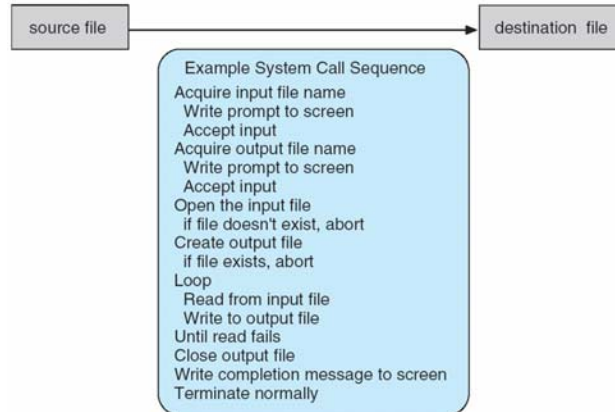 source file
destination file
Example System Call Sequence
Acquire input file name
Write prompt to screen
Accept input
Acquire output file name
Write prompt to screen
Accept input
Open the input file
if file doesn't exist, abort
Create output file
if file exists, abort
Loop
Read from input file
Write to output file
Until read fails
Close output file
Write completion message to screen
Terminate normally